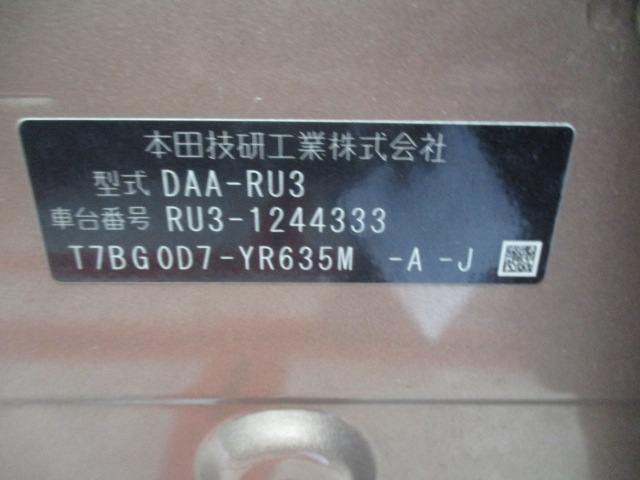 本田技研工業株式会社
型式 DAA-RU3
車台番号 RU3-1244333
T7BG0D7-YR635M -A -J